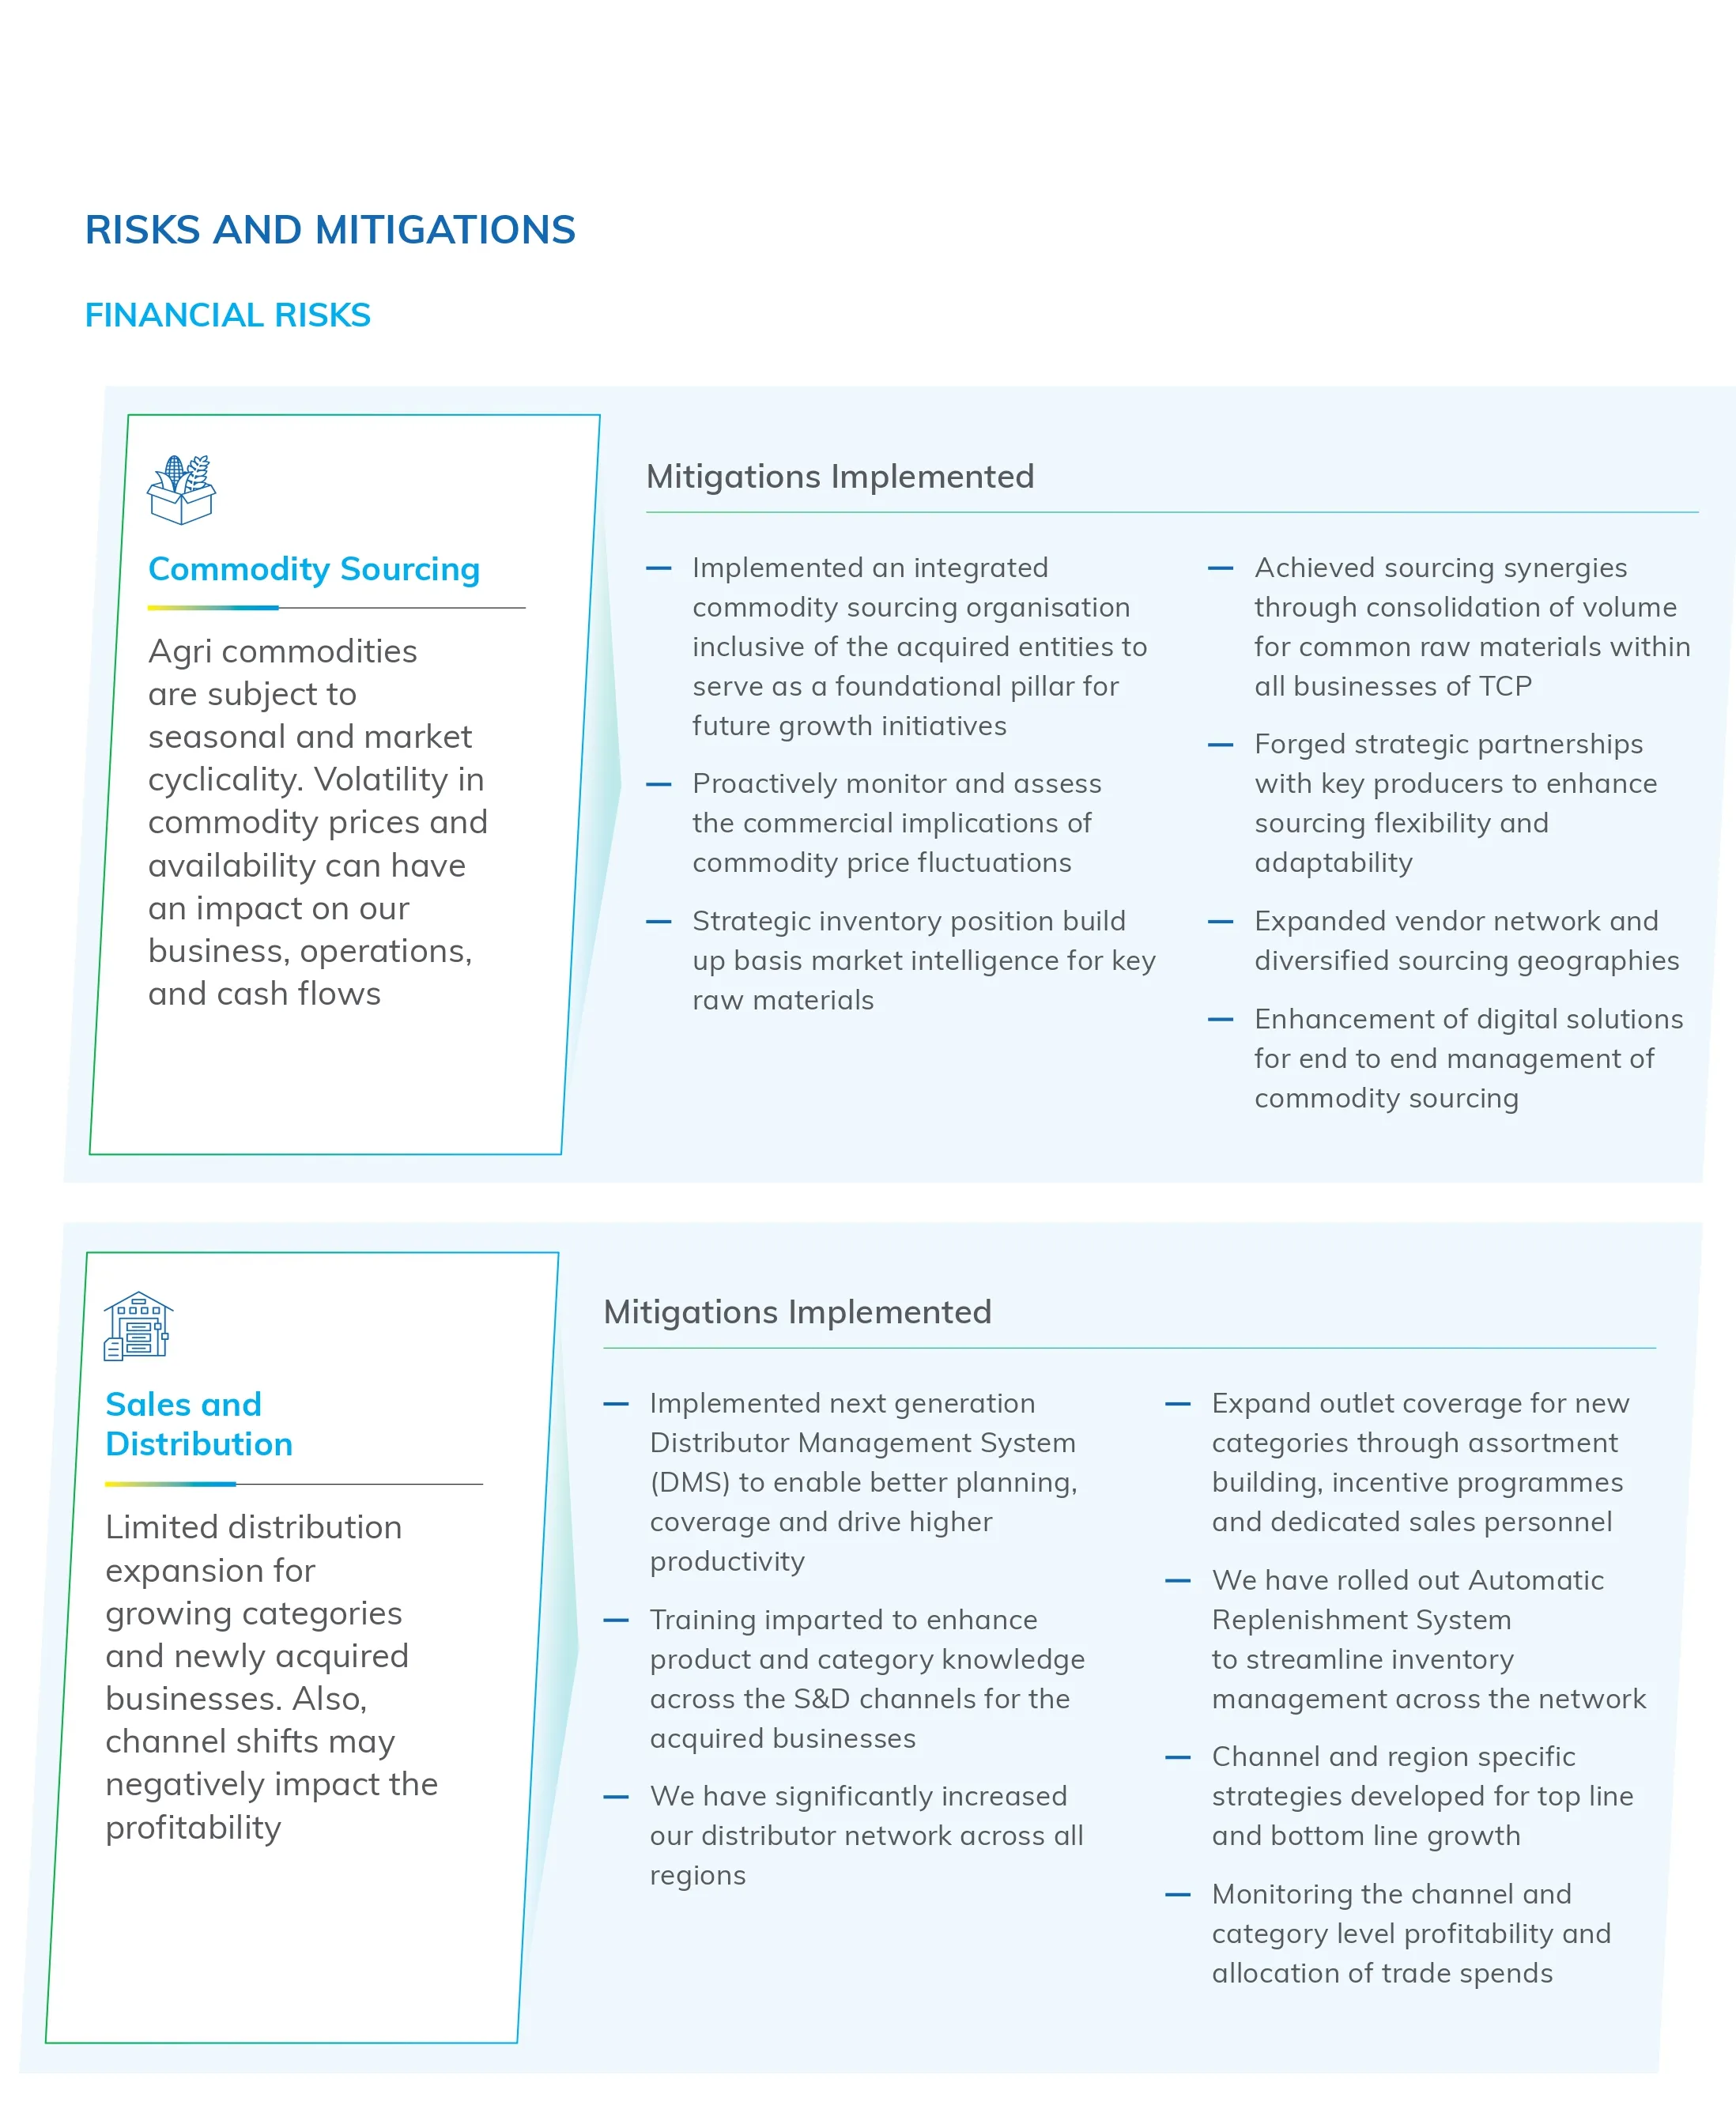 RISKS AND MITIGATIONS
FINANCIAL RISKS
Commodity Sourcing
Agri commodities
are subject to
seasonal and market
cyclicality. Volatility in
commodity prices and
availability can have
an impact on our
business, operations,
and cash flows
Mitigations Implemented
— Implemented an integrated
commodity sourcing organisation
inclusive of the acquired entities to
serve as a foundational pillar for
future growth initiatives
— Proactively monitor and assess
the commercial implications of
commodity price fluctuations
— Strategic inventory position build
up basis market intelligence for key
raw materials
— Achieved sourcing synergies
through consolidation of volume
for common raw materials within
all businesses of TCP
— Forged strategic partnerships
with key producers to enhance
sourcing flexibility and
adaptability
— Expanded vendor network and
diversified sourcing geographies
— Enhancement of digital solutions
for end to end management of
commodity sourcing
Sales and
Distribution
Limited distribution
expansion for
growing categories
and newly acquired
businesses. Also,
channel shifts may
negatively impact the
profitability
Mitigations Implemented
— Implemented next generation
Distributor Management System
(DMS) to enable better planning,
coverage and drive higher
productivity
— Training imparted to enhance
product and category knowledge
across the S&D channels for the
acquired businesses
— We have significantly increased
our distributor network across all
regions
— Expand outlet coverage for new
categories through assortment
building, incentive programmes
and dedicated sales personnel
— We have rolled out Automatic
Replenishment System
to streamline inventory
management across the network
— Channel and region specific
strategies developed for top line
and bottom line growth
— Monitoring the channel and
category level profitability and
allocation of trade spends